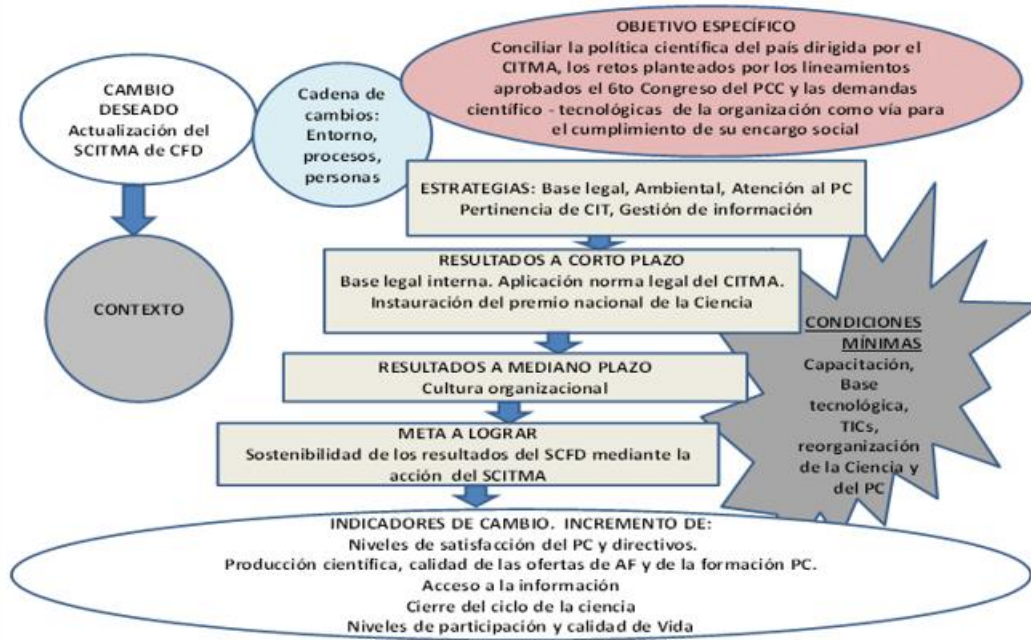 CAMBIO
DESEADO
Actualización del
SCITMA de CFD
Cadena de
cambios:
Entorno,
procesos,
personas
OBJETIVO ESPECÍFICO
Conciliar la política científica del país dirigida por el
CITMA, los retos planteados por los lineamientos
aprobados el 6to Congreso del PCC y las demandas
científico - tecnológicas de la organización como vía para
el cumplimiento de su encargo social
CONTEXTO
ESTRATEGIAS: Base legal, Ambiental, Atención al PC
Pertinencia de CIT, Gestión de información
RESULTADOS A CORTO PLAZO
Base legal interna. Aplicación norma legal del CITMA.
Instauración del premio nacional de la Ciencia
RESULTADOS A MEDIANO PLAZO
Cultura organizacional
META A LOGRAR
Sostenibilidad de los resultados del SCFD mediante la
acción del SCITMA
CONDICIONES
MÍNIMAS
Capacitación,
Base
tecnológica,
TICs,
reorganización
de la Ciencia y
del PC
INDICADORES DE CAMBIO. INCREMENTO DE:
Niveles de satisfacción del PC y directivos.
Producción científica, calidad de las ofertas de AF y de la formación PC.
Acceso a la información
Cierre del ciclo de la ciencia
Niveles de participación y calidad de Vida